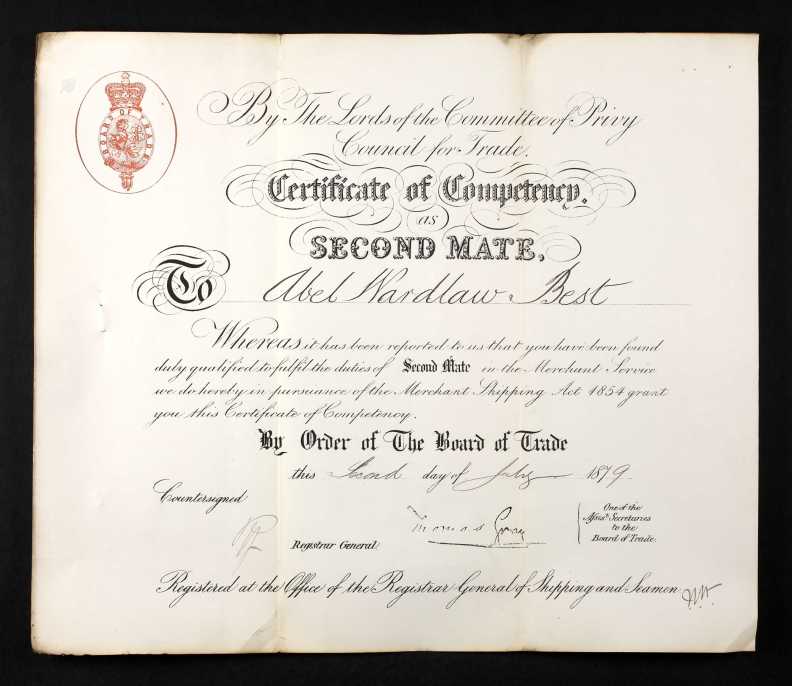 BOARD OF TRADE
By The Lords of the Committee of Privy
Council for Trade.
Certificate of Competency.
as
SECOND MATE,
To Abel Wardlaw Best
Whereas it has been reported to us that you have been found
duly qualified to fulfil the duties of Second Mate in the Merchant Service
we do hereby in pursuance of the Merchant Shipping Act 1854 grant
you this Certificate of Competency.
By Order of The Board of Trade
this Second day of July 1879.
Countersigned
Registrar General.
Thomas Gray
One of the
Assist. Secretaries
to the
Board of Trade.
Registered at the Office of the Registrar General of Shipping and Seamen